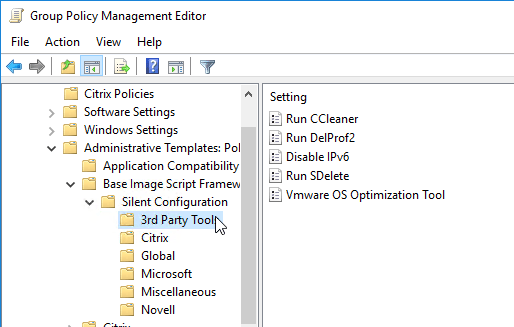 Group Policy Management Editor
File Action View Help
Citrix Policies
Software Settings
Windows Settings
Administrative Templates: Pol
Application Compatibility
Base Image Script Framew
Silent Configuration
3rd Party Tools
Citrix
Global
Microsoft
Miscellaneous
Novell
Citrix
Setting
Run CCleaner
Run DelProf2
Disable IPv6
Run SDelete
Vmware OS Optimization Tool